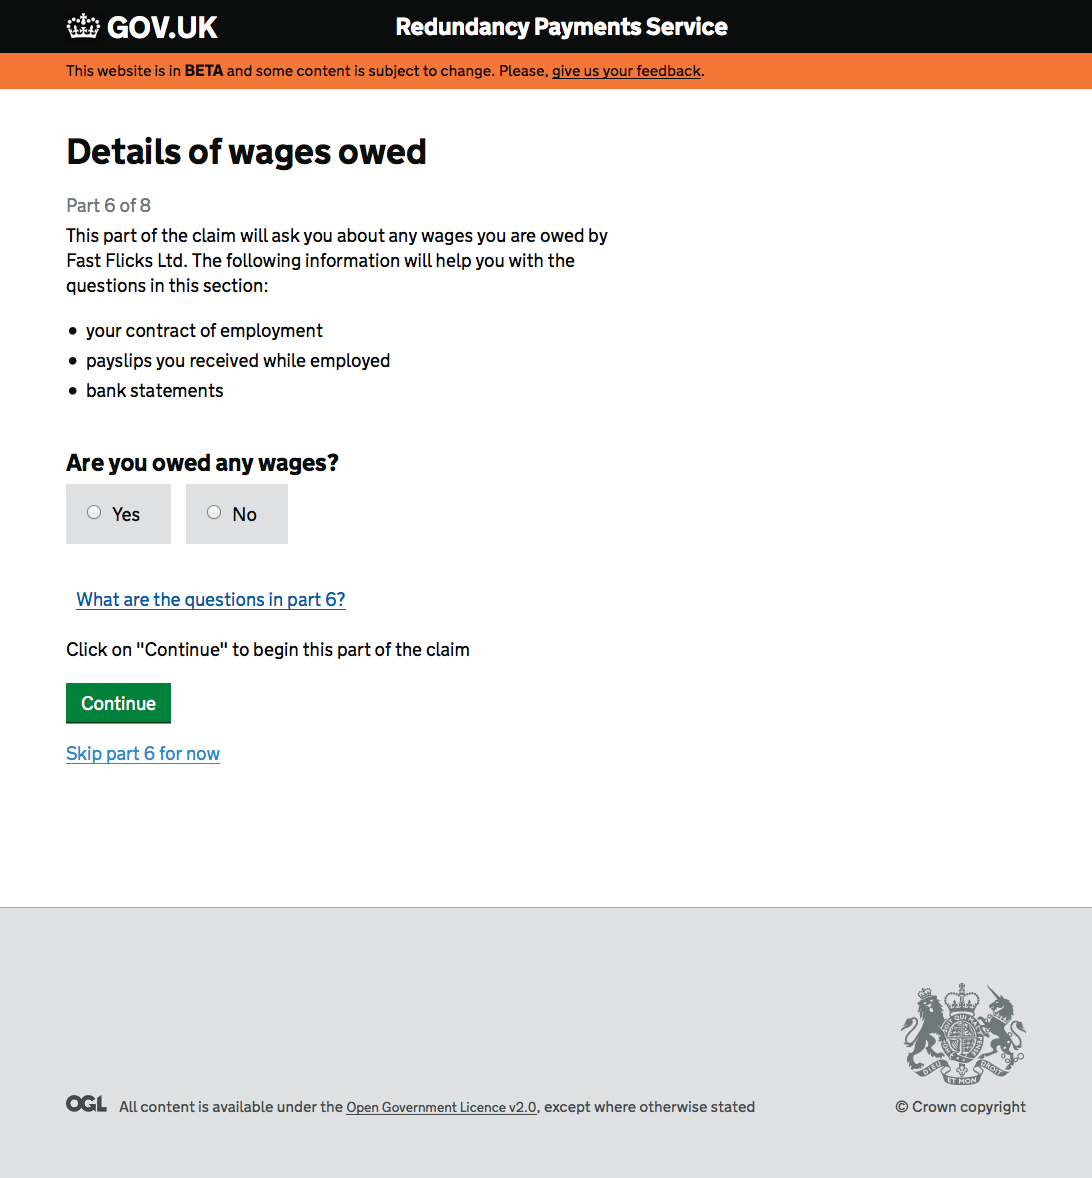 GOV.UK
Redundancy Payments Service
This website is in BETA and some content is subject to change. Please, give us your feedback.
Details of wages owed
Part 6 of 8
This part of the claim will ask you about any wages you are owed by
Fast Flicks Ltd. The following information will help you with the
questions in this section:
• your contract of employment
• payslips you received while employed
• bank statements
Are you owed any wages?
Yes
No
What are the questions in part 6?
Click on "Continue" to begin this part of the claim
Continue
Skip part 6 for now
DIEU ET MON DROIT
OGL All content is available under the Open Government Licence v2.0, except where otherwise stated
© Crown copyright